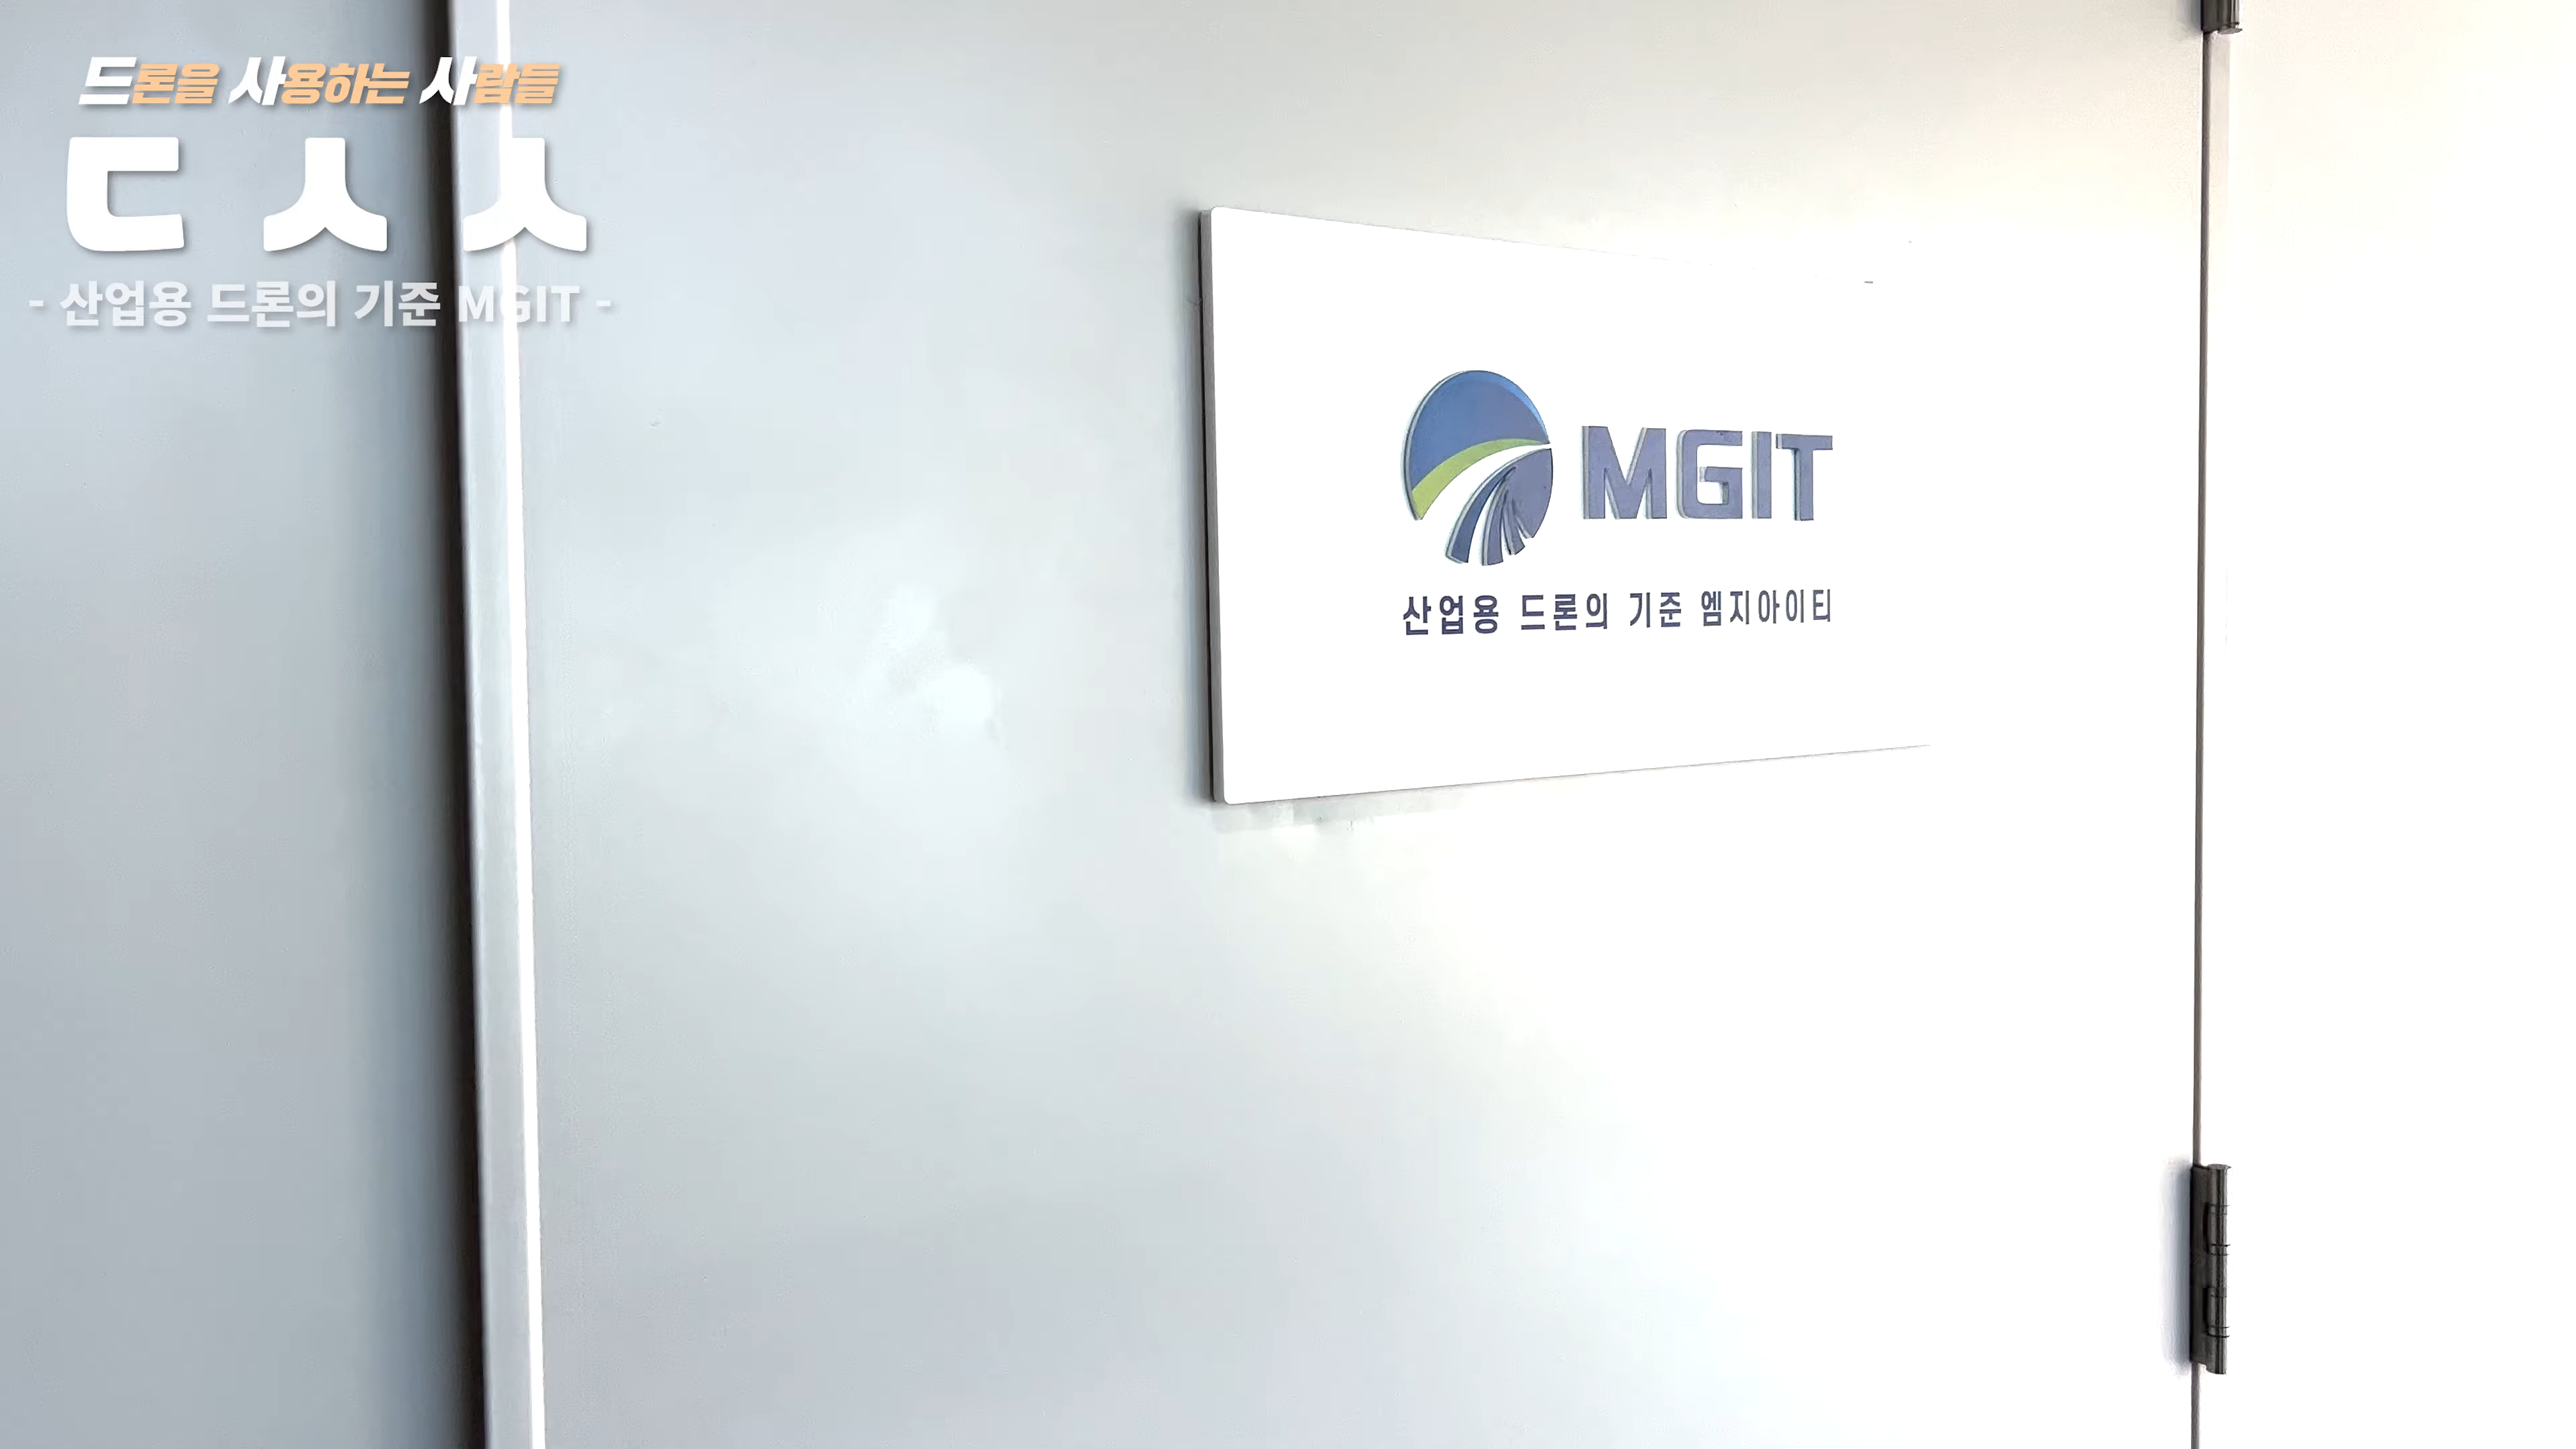 드론을 사용하는 사람들
ㄷ ㅅ ㅅ
- 산업용 드론의 기준 MGIT -
MGIT
산업용 드론의 기준 엠지아이티